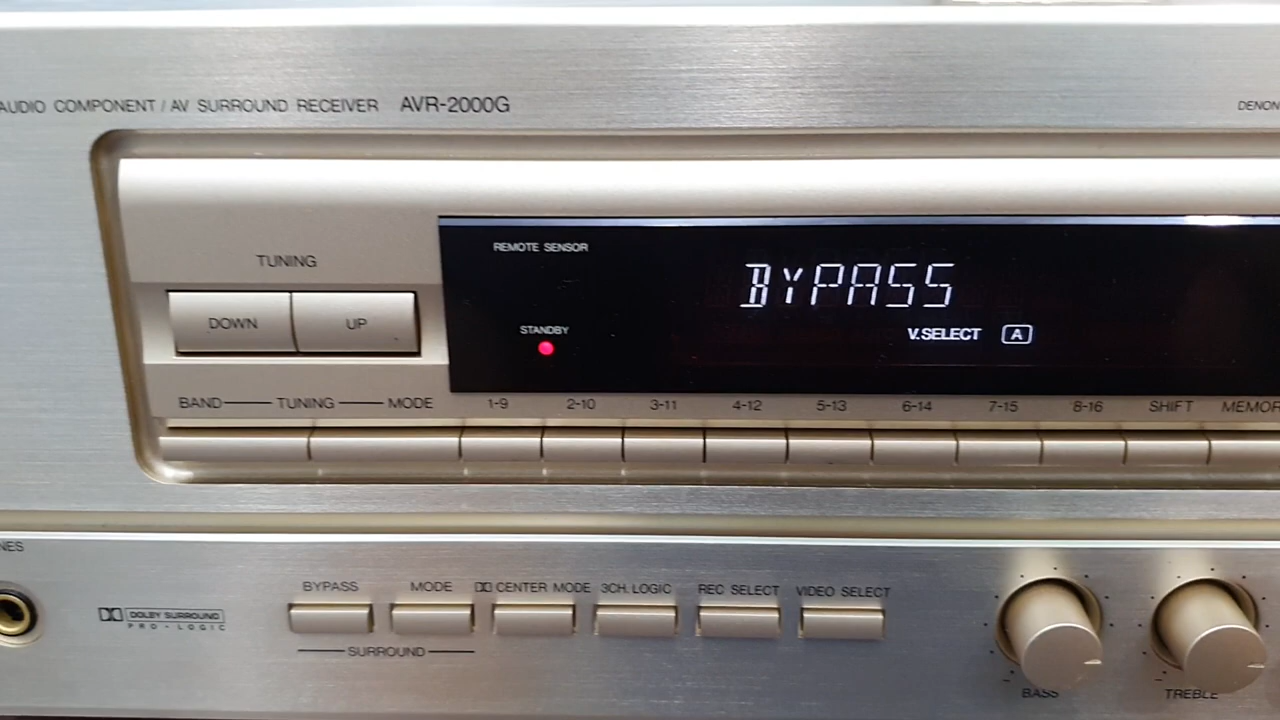 AUDIO COMPONENT / AV SURROUND RECEIVER AVR-2000G
DENON
REMOTE SENSOR
TUNING
BYPASS
DOWN UP
STANDBY
V.SELECT A
BAND TUNING MODE 1-9 2-10 3-11 4-12 5-13 6-14 7-15 8-16 SHIFT MEMOR
NES
BYPASS MODE CENTER MODE 3CH. LOGIC REC SELECT VIDEO SELECT
DOLBY SURROUND
PRO·LOGIC
SURROUND
BASS TREBLE